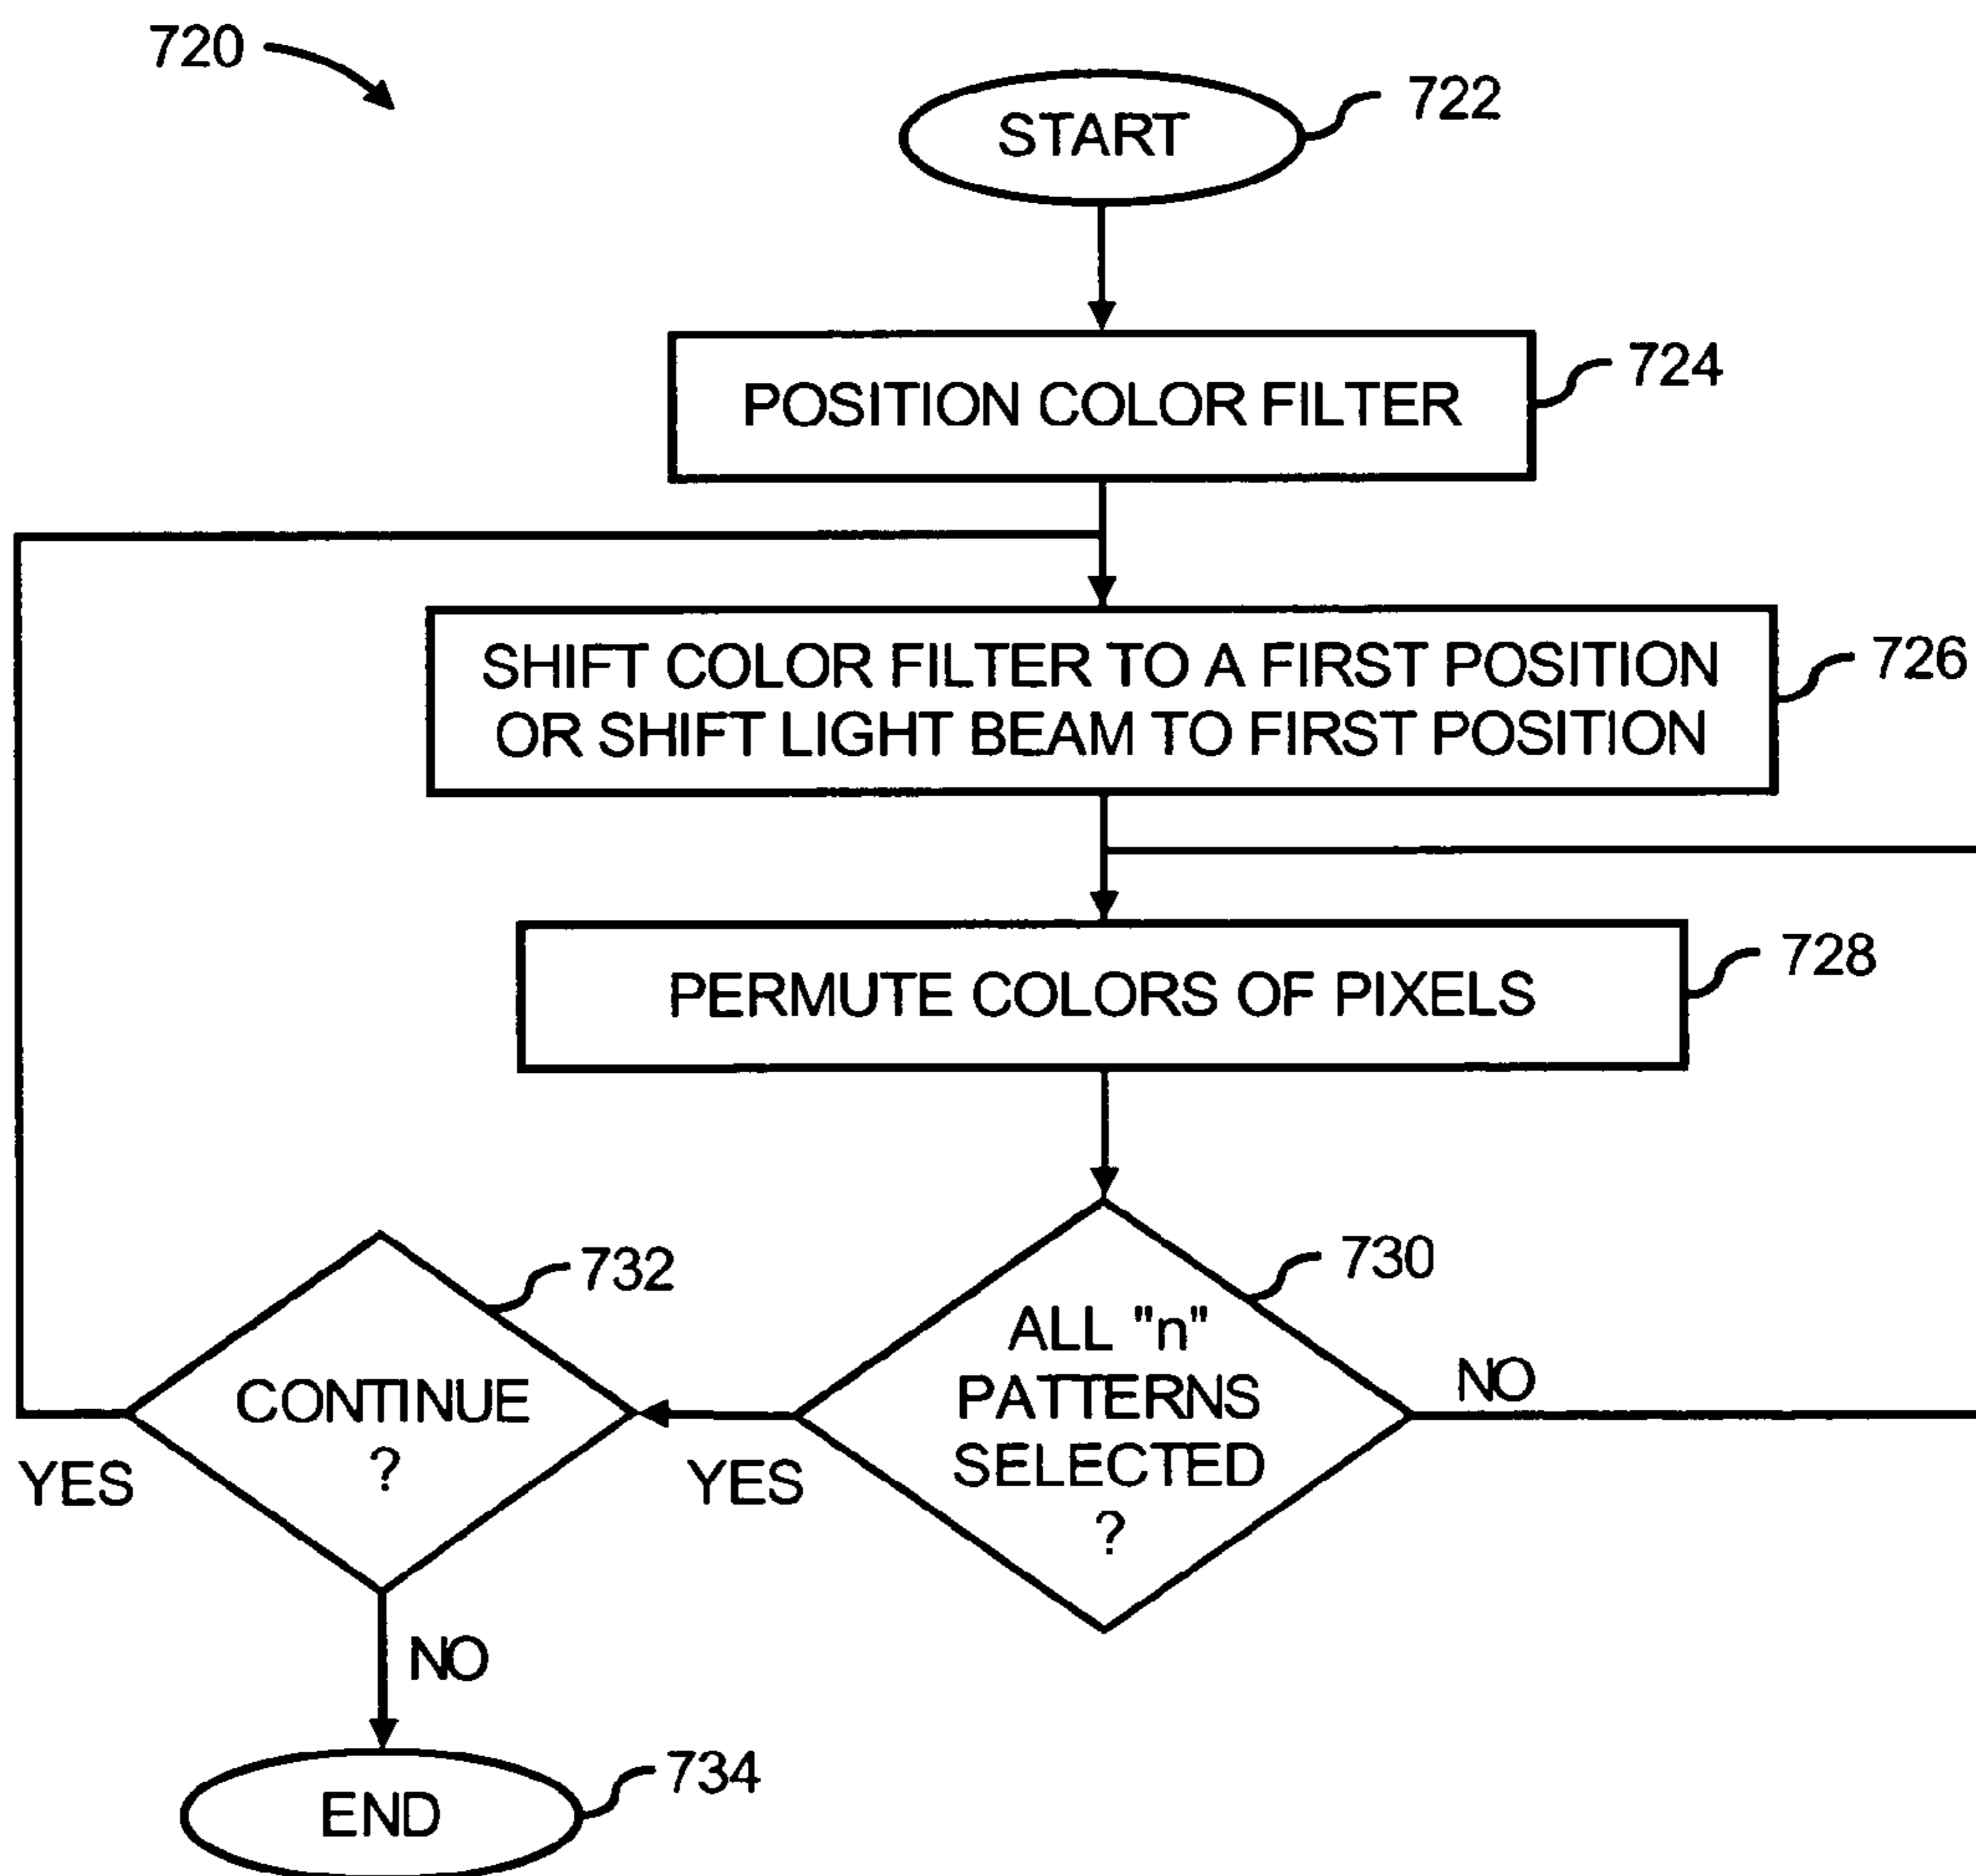 720
START
722
POSITION COLOR FILTER
724
SHIFT COLOR FILTER TO A FIRST POSITION
OR SHIFT LIGHT BEAM TO FIRST POSITION
726
PERMUTE COLORS OF PIXELS
728
ALL "n"
PATTERNS
SELECTED
?
730
NO
YES
CONTINUE
?
732
YES
NO
END
734